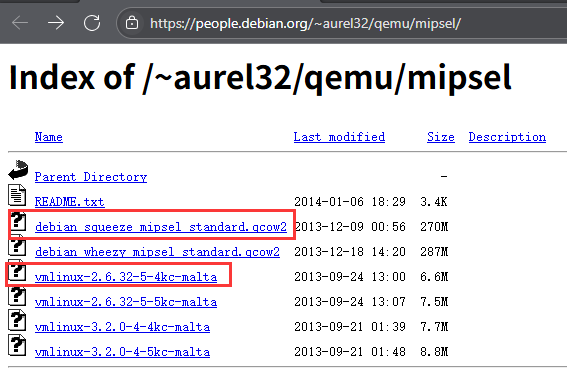 https://people.debian.org/~aurel32/qemu/mipsel/
Index of /~aurel32/qemu/mipsel
Name Last modified Size Description
Parent Directory -
README.txt 2014-01-06 18:29 3.4K
debian_squeeze_mipsel_standard.qcow2 2013-12-09 00:56 270M
debian_wheezy_mipsel_standard.qcow2 2013-12-18 14:20 287M
vmlinux-2.6.32-5-4kc-malta 2013-09-24 13:00 6.6M
vmlinux-2.6.32-5-5kc-malta 2013-09-24 13:07 7.5M
vmlinux-3.2.0-4-4kc-malta 2013-09-21 01:39 7.7M
vmlinux-3.2.0-4-5kc-malta 2013-09-21 01:48 8.8M